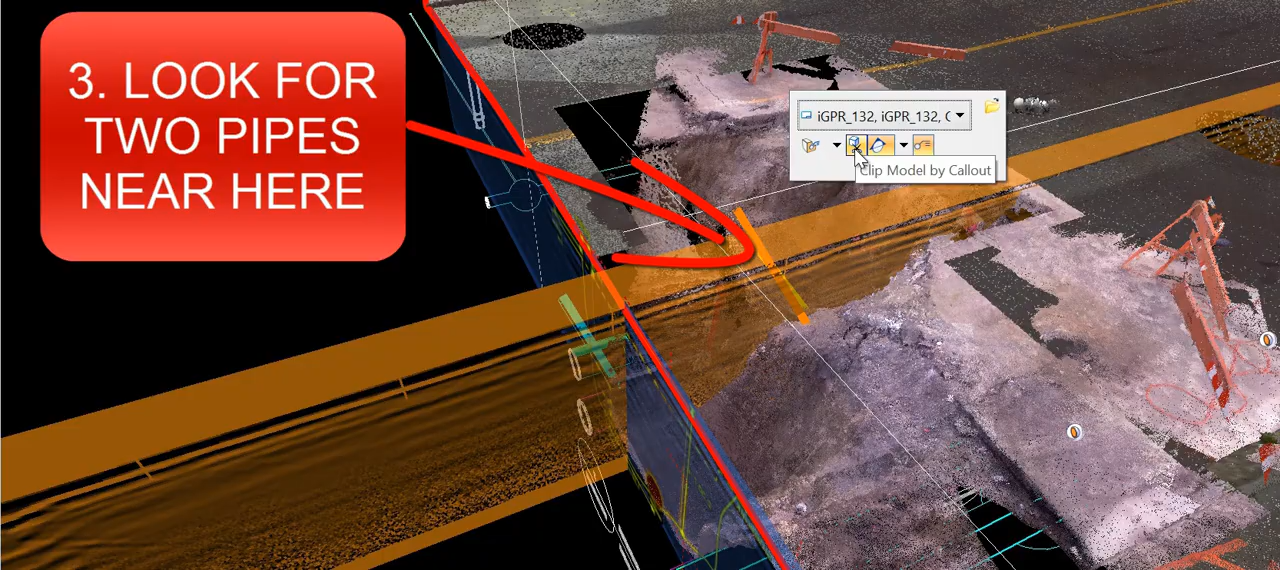 3. LOOK FOR
TWO PIPES
NEAR HERE
iGPR_132, iGPR_132, C
Clip Model by Callout